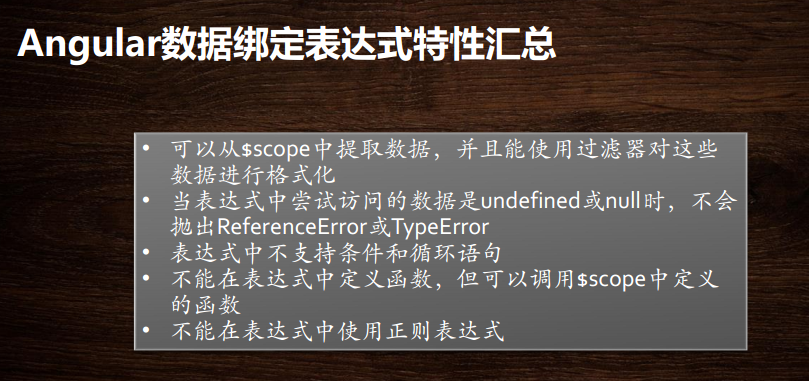 Angular数据绑定表达式特性汇总
• 可以从$scope中提取数据，并且能使用过滤器对这些
数据进行格式化
• 当表达式中尝试访问的数据是undefined或null时，不会
抛出ReferenceError或TypeError
• 表达式中不支持条件和循环语句
• 不能在表达式中定义函数，但可以调用$scope中定义
的函数
• 不能在表达式中使用正则表达式